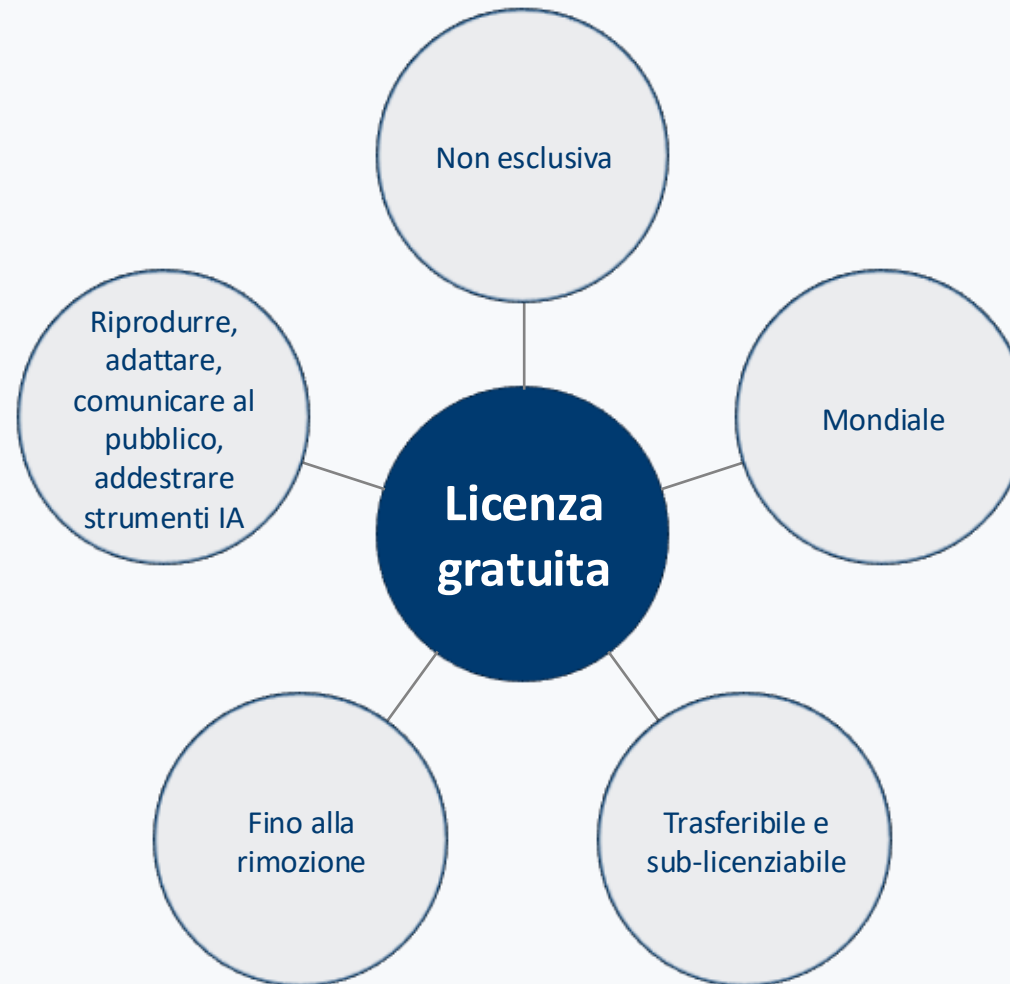 Non esclusiva
Riprodurre,
adattare,
comunicare al
pubblico,
addestrare
strumenti IA
Mondiale
Licenza
gratuita
Fino alla
rimozione
Trasferibile e
sub-licenziabile